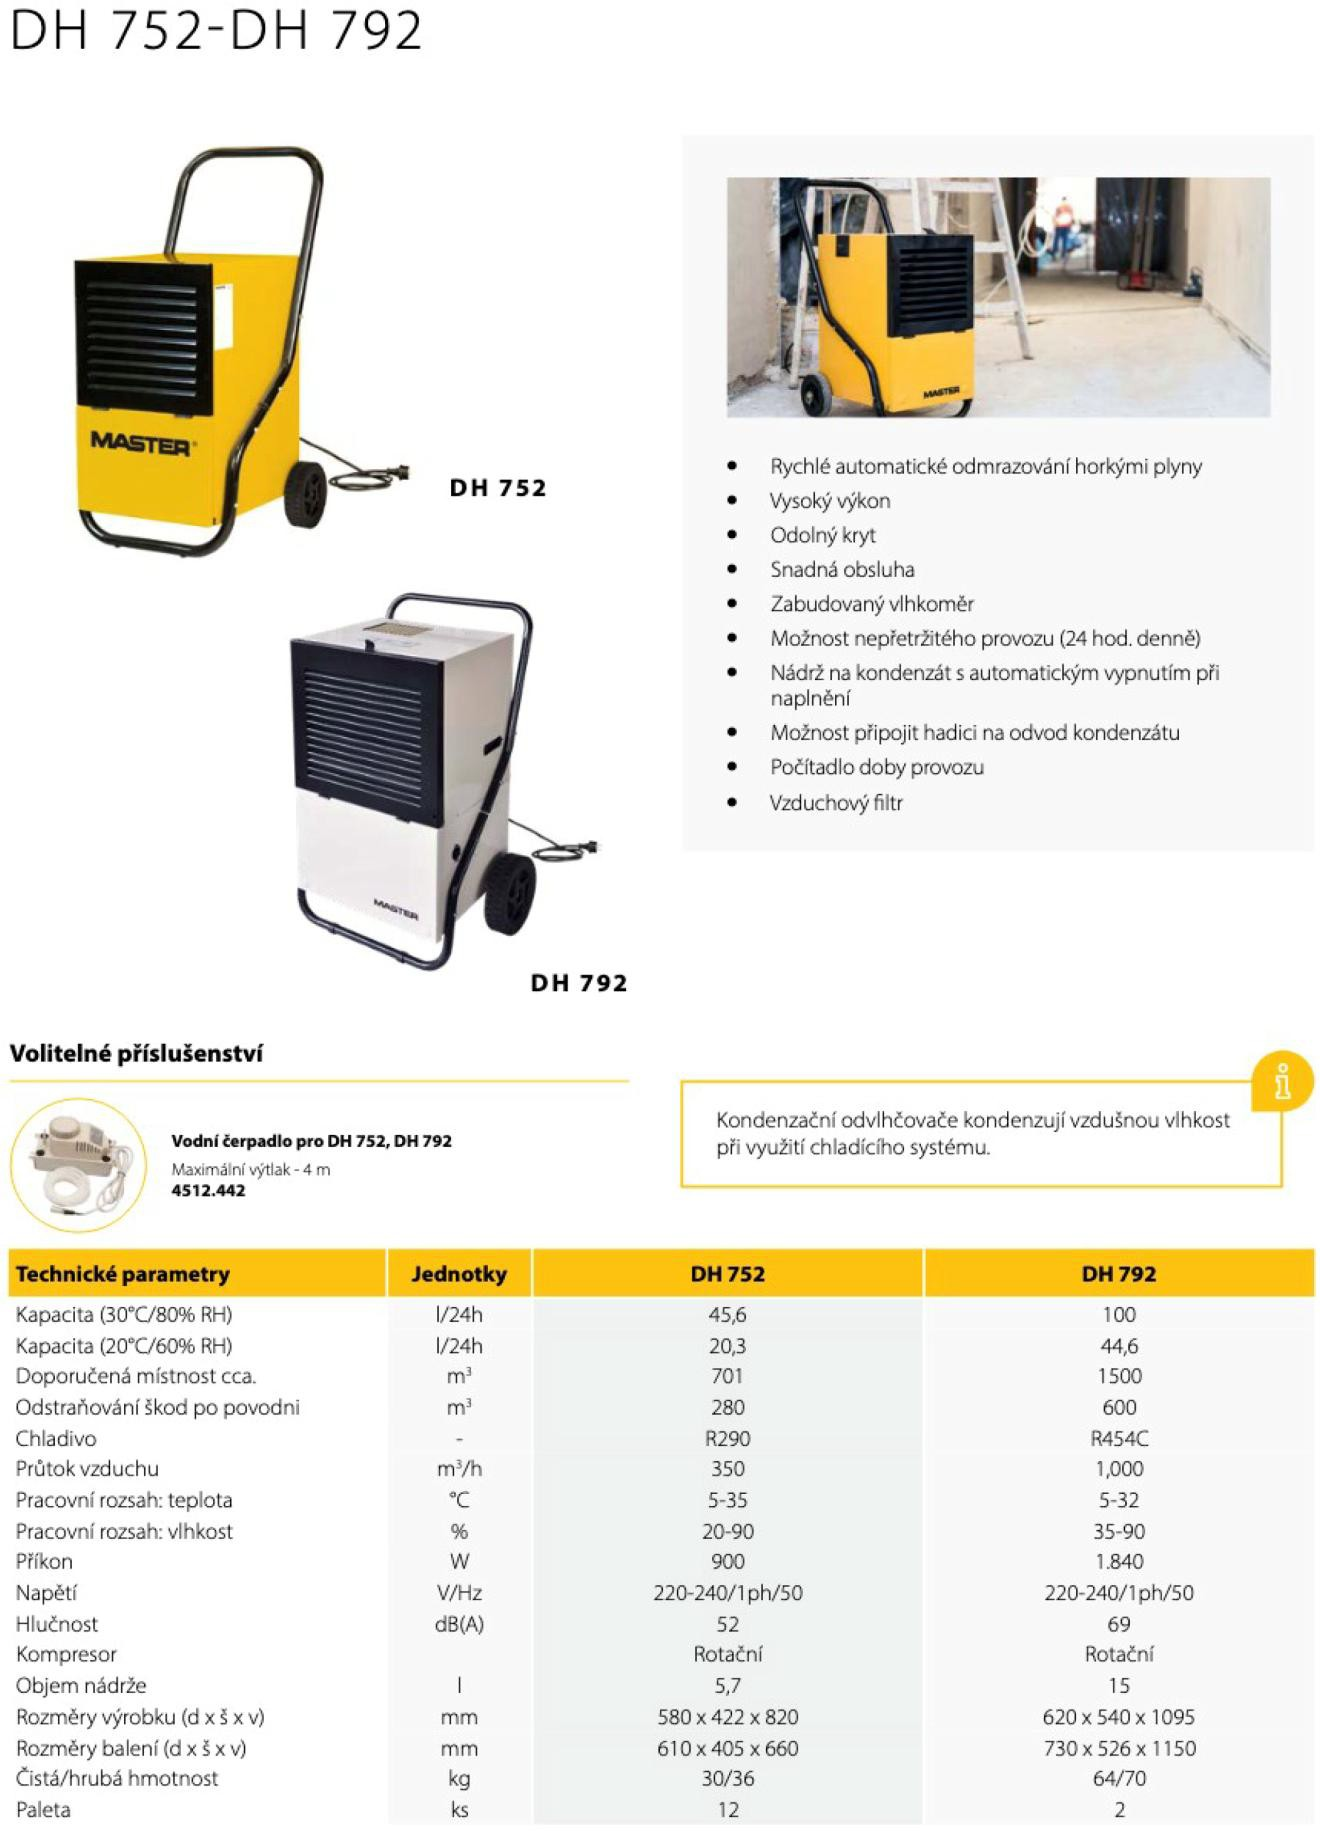 DH 752-DH 792
MASTER®
DH 752
MASTER
DH 792
MASTER
• Rychlé automatické odmrazování horkými plyny
• Vysoký výkon
• Odolný kryt
• Snadná obsluha
• Zabudovaný vlhkoměr
• Možnost nepřetržitého provozu (24 hod. denně)
• Nádrž na kondenzát s automatickým vypnutím při
naplnění
• Možnost připojit hadici na odvod kondenzátu
• Počítadlo doby provozu
• Vzduchový filtr
Volitelné příslušenství
Vodní čerpadlo pro DH 752, DH 792
Maximální výtlak - 4 m
4512.442
i
Kondenzační odvlhčovače kondenzují vzdušnou vlhkost
při využití chladícího systému.
Technické parametry Jednotky DH 752 DH 792
Kapacita (30°C/80% RH) l/24h 45,6 100
Kapacita (20°C/60% RH) l/24h 20,3 44,6
Doporučená místnost cca. m³ 701 1500
Odstraňování škod po povodni m³ 280 600
Chladivo - R290 R454C
Průtok vzduchu m³/h 350 1,000
Pracovní rozsah: teplota °C 5-35 5-32
Pracovní rozsah: vlhkost % 20-90 35-90
Příkon W 900 1.840
Napětí V/Hz 220-240/1ph/50 220-240/1ph/50
Hlučnost dB(A) 52 69
Kompresor Rotační Rotační
Objem nádrže l 5,7 15
Rozměry výrobku (d x š x v) mm 580 x 422 x 820 620 x 540 x 1095
Rozměry balení (d x š x v) mm 610 x 405 x 660 730 x 526 x 1150
Čistá/hrubá hmotnost kg 30/36 64/70
Paleta ks 12 2